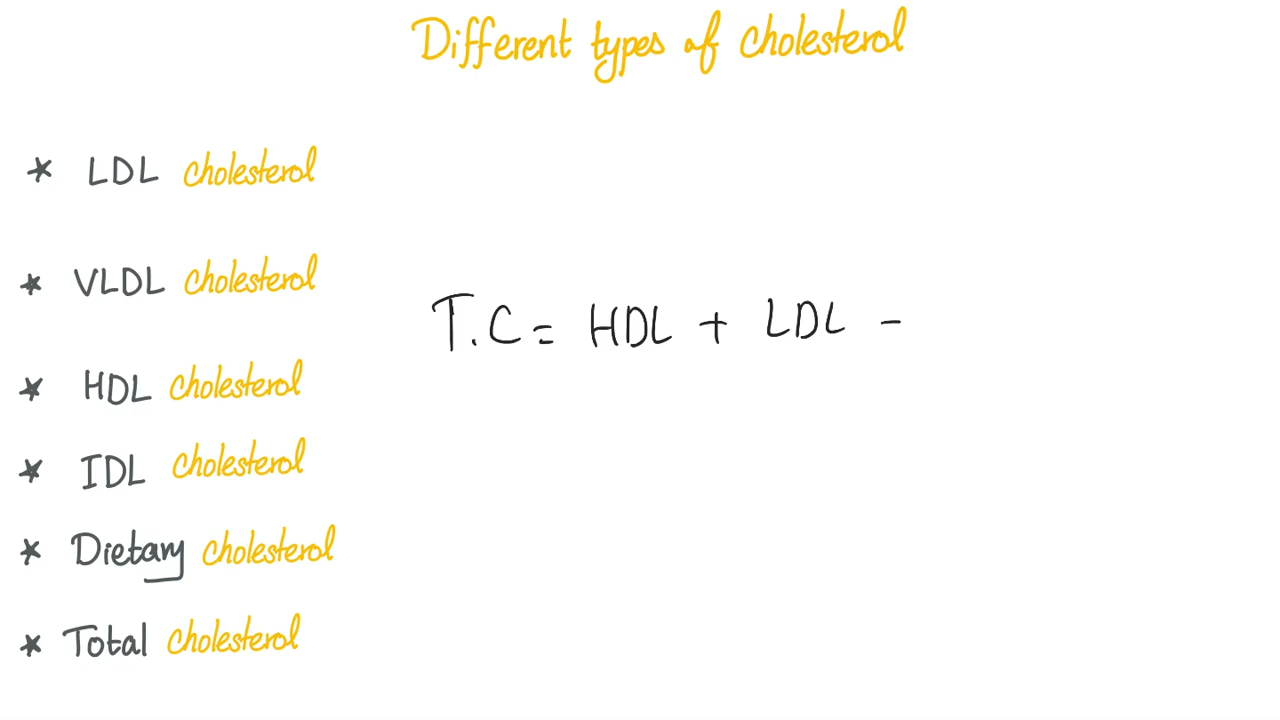 Different types of cholesterol
* LDL cholesterol
* VLDL cholesterol
T.C = HDL + LDL -
* HDL cholesterol
* IDL cholesterol
* Dietary cholesterol
* Total cholesterol